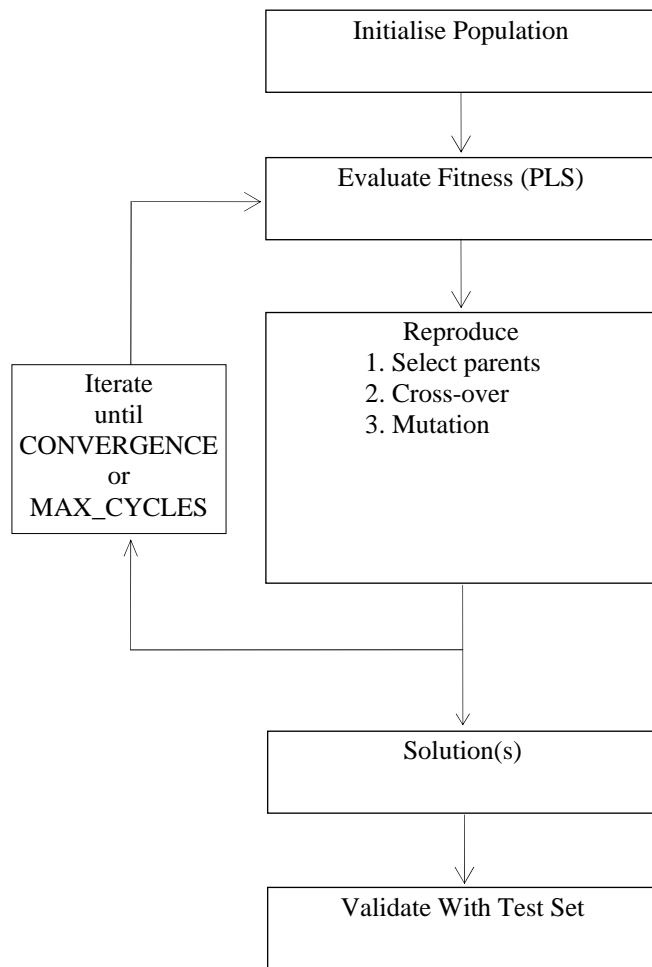 Initialise Population
Evaluate Fitness (PLS)
Reproduce
1. Select parents
2. Cross-over
3. Mutation
Iterate
until
CONVERGENCE
or
MAX_CYCLES
Solution(s)
Validate With Test Set